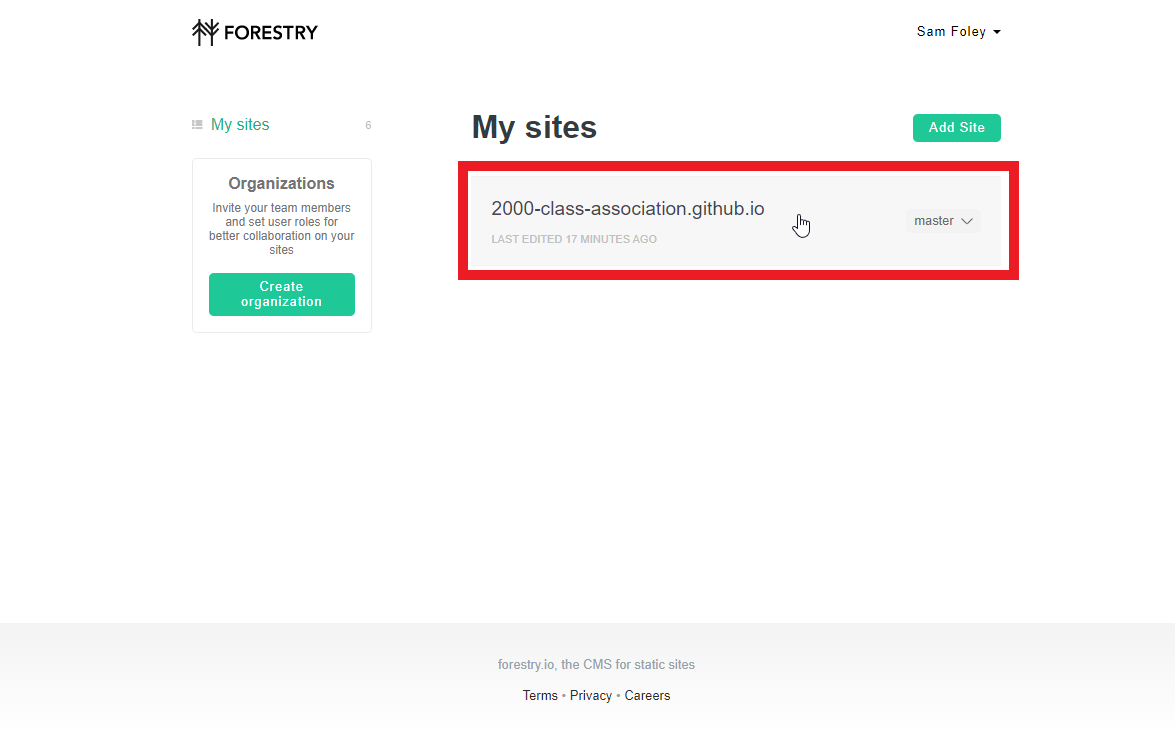 FORESTRY
Sam Foley
My sites
6
Organizations
Invite your team members
and set user roles for
better collaboration on your
sites
Create
organization
My sites
Add Site
2000-class-association.github.io
LAST EDITED 17 MINUTES AGO
master
forestry.io, the CMS for static sites
Terms • Privacy • Careers